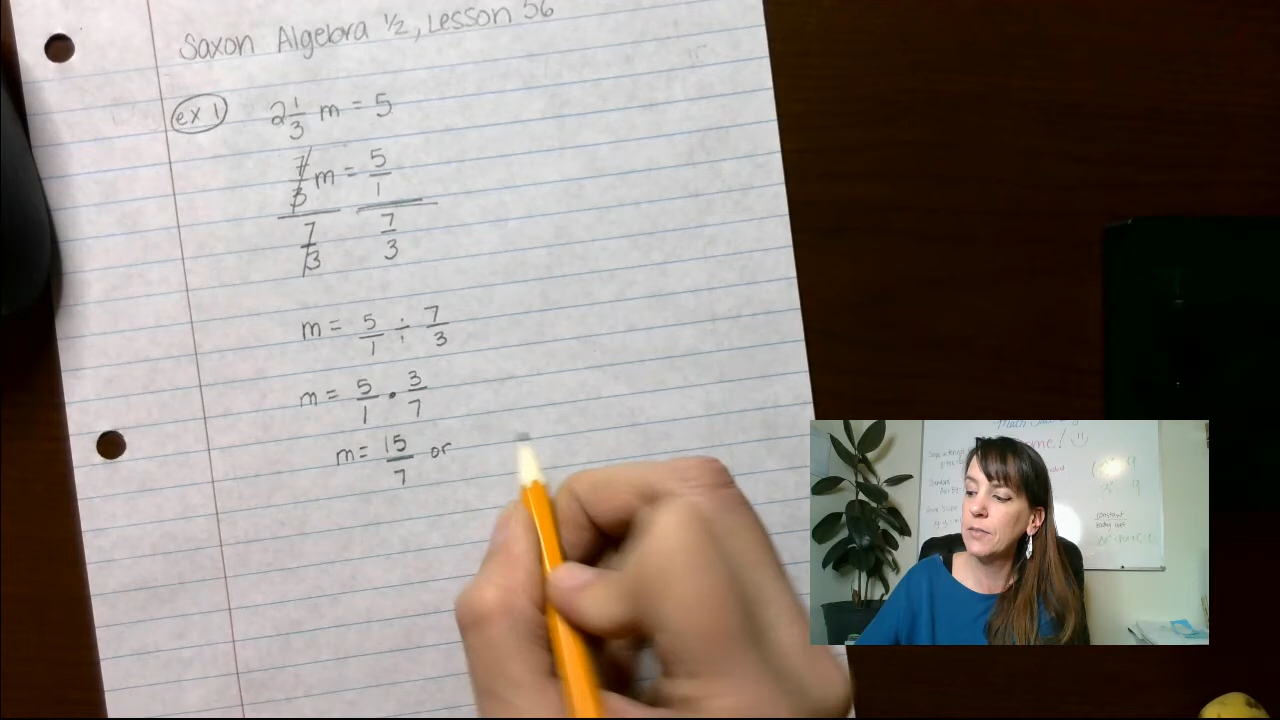 Saxon Algebra 1/2, Lesson 56
ex 1 2 1/3 m = 5
7/3 m = 5/1
7/3 7/3
m = 5/1 ÷ 7/3
m = 5/1 • 3/7
m = 15/7 or